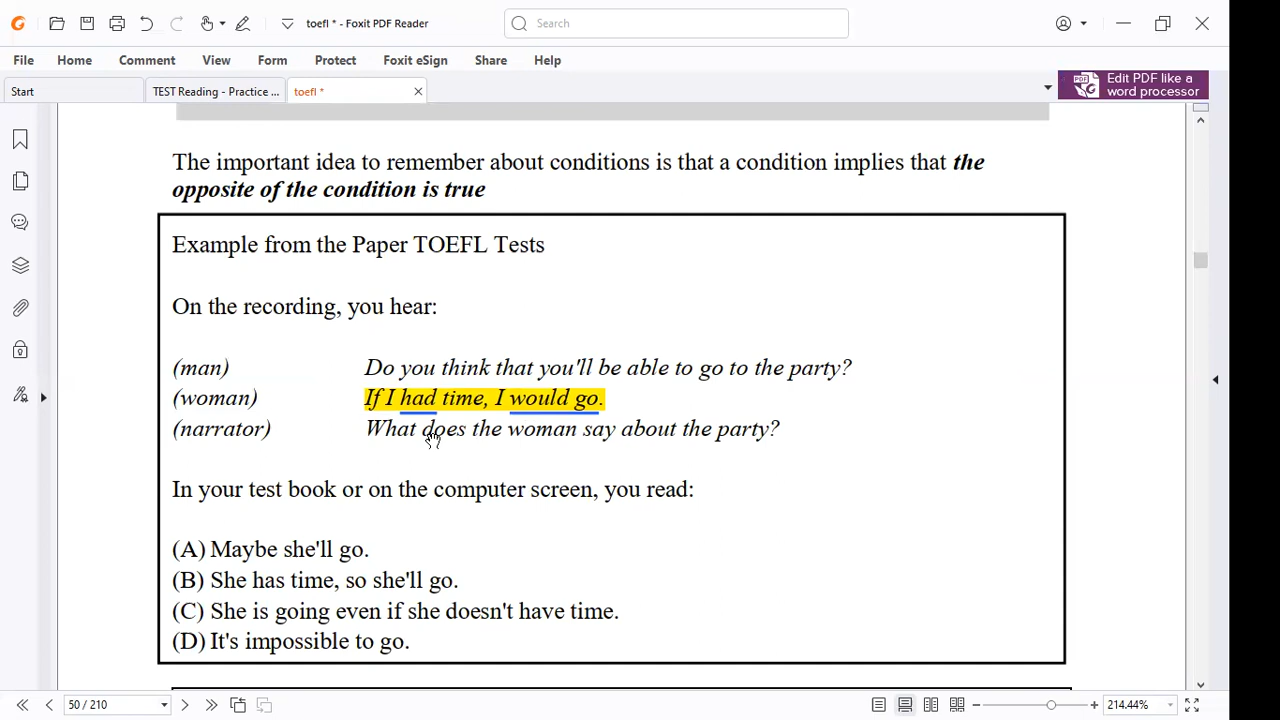 toefl * - Foxit PDF Reader
Search
File Home Comment View Form Protect Foxit eSign Share Help
Start
TEST Reading - Practice ...
toefl *
Edit PDF like a
word processor
The important idea to remember about conditions is that a condition implies that the
opposite of the condition is true
Example from the Paper TOEFL Tests
On the recording, you hear:
(man) Do you think that you'll be able to go to the party?
(woman) If I had time, I would go.
(narrator) What does the woman say about the party?
In your test book or on the computer screen, you read:
(A) Maybe she'll go.
(B) She has time, so she'll go.
(C) She is going even if she doesn't have time.
(D) It's impossible to go.
50 / 210
214.44%